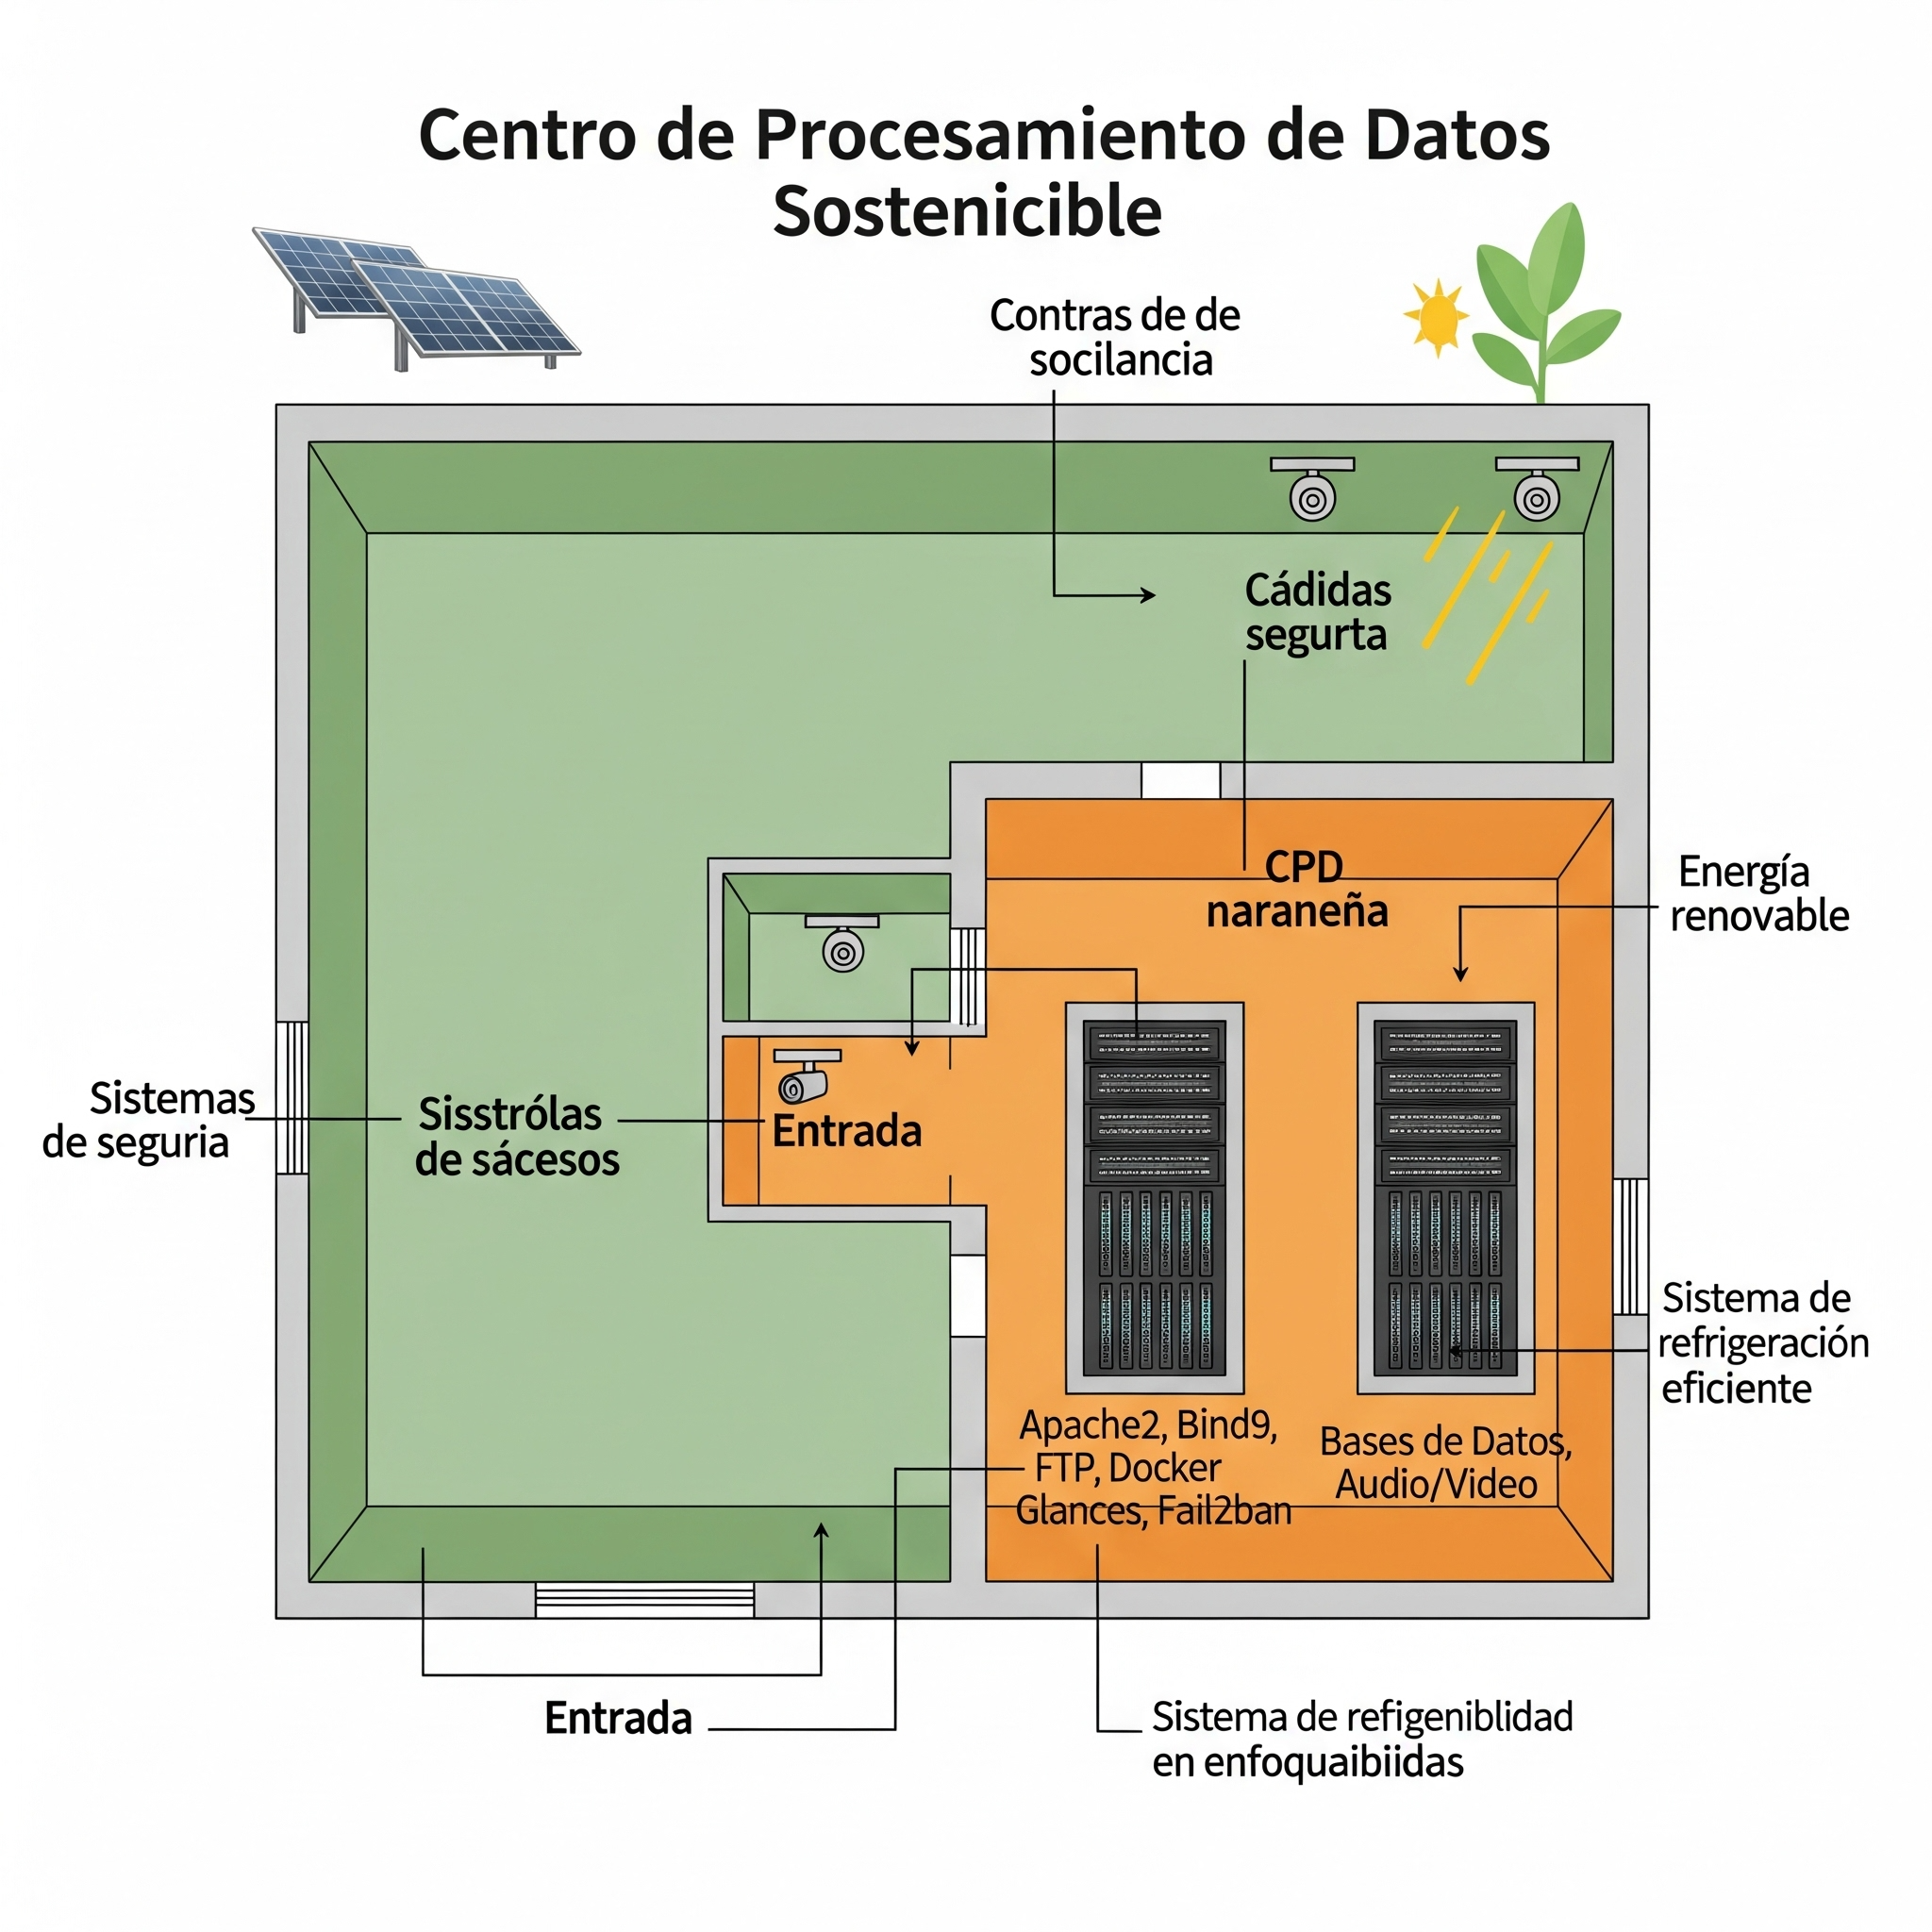 Centro de Procesamiento de Datos
Sostenicible
Contras de de
socilancia
Cádidas
segurta
CPD
naraneña
Energía
renovable
Sistemas
de seguria
Sisstrólas
de sácesos
Entrada
Sistema de
refrigeración
eficiente
Apache2, Bind9,
FTP, Docker
Glances, Fail2ban
Bases de Datos,
Audio/Video
Entrada
Sistema de refigeniblidad
en enfoquaibiidas